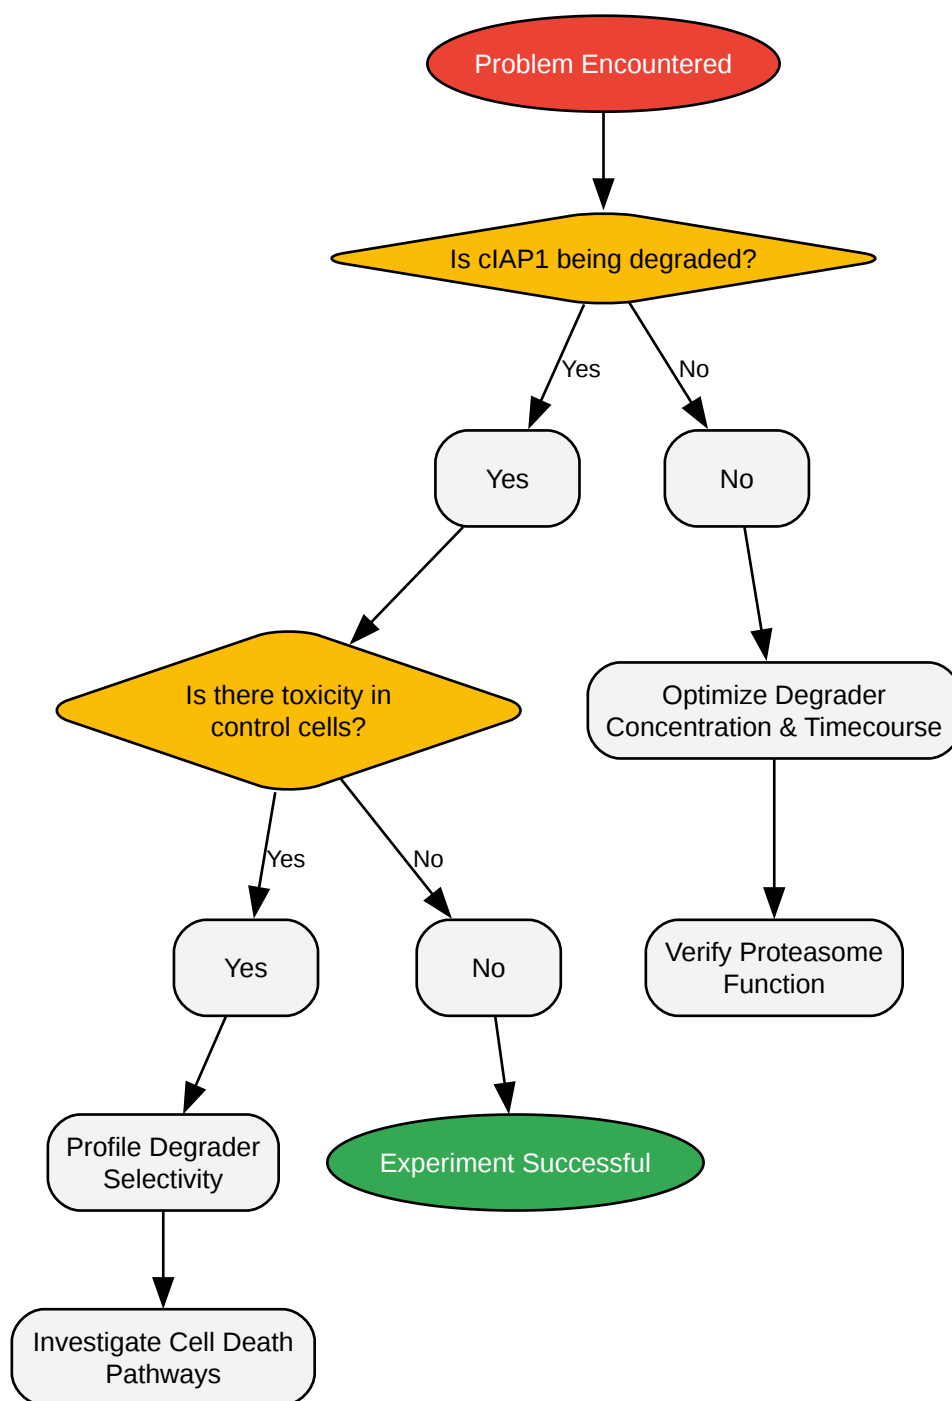 Problem Encountered
Is cIAP1 being degraded?
Yes
No
Yes
No
Is there toxicity in
control cells?
Optimize Degrader
Concentration & Timecourse
Yes
No
Yes
No
Verify Proteasome
Function
Profile Degrader
Selectivity
Experiment Successful
Investigate Cell Death
Pathways